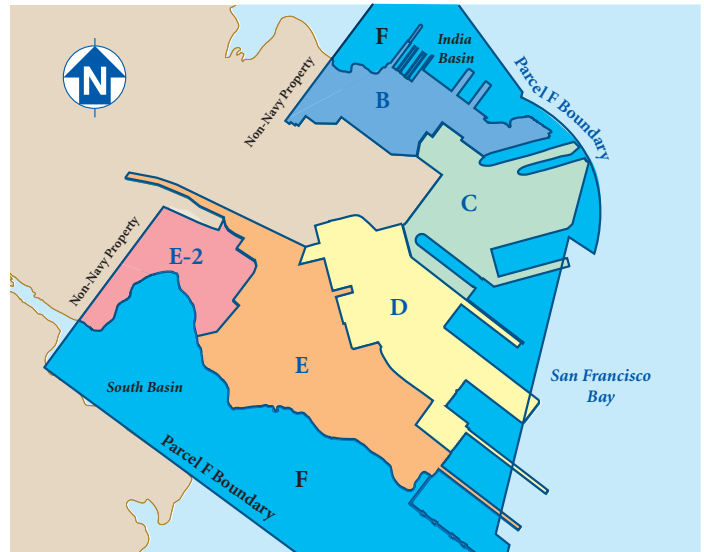 F
India
Basin
Parcel F Boundary
Non-Navy Property
N
B
C
Non-Navy Property
E-2
D
E
South Basin
San Francisco
Bay
Parcel F Boundary
F